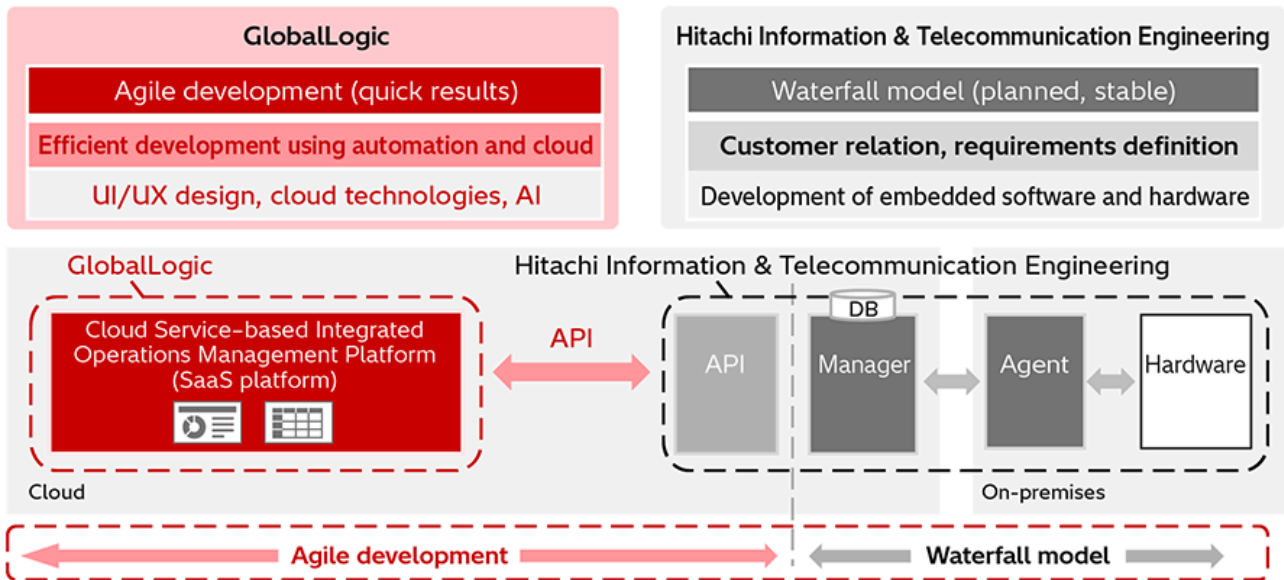 GlobalLogic
Agile development (quick results)
Efficient development using automation and cloud
UI/UX design, cloud technologies, AI
Hitachi Information & Telecommunication Engineering
Waterfall model (planned, stable)
Customer relation, requirements definition
Development of embedded software and hardware
GlobalLogic
Hitachi Information & Telecommunication Engineering
Cloud Service–based Integrated
Operations Management Platform
(SaaS platform)
API
API
DB
Manager
Agent
Hardware
Cloud
On-premises
Agile development
Waterfall model